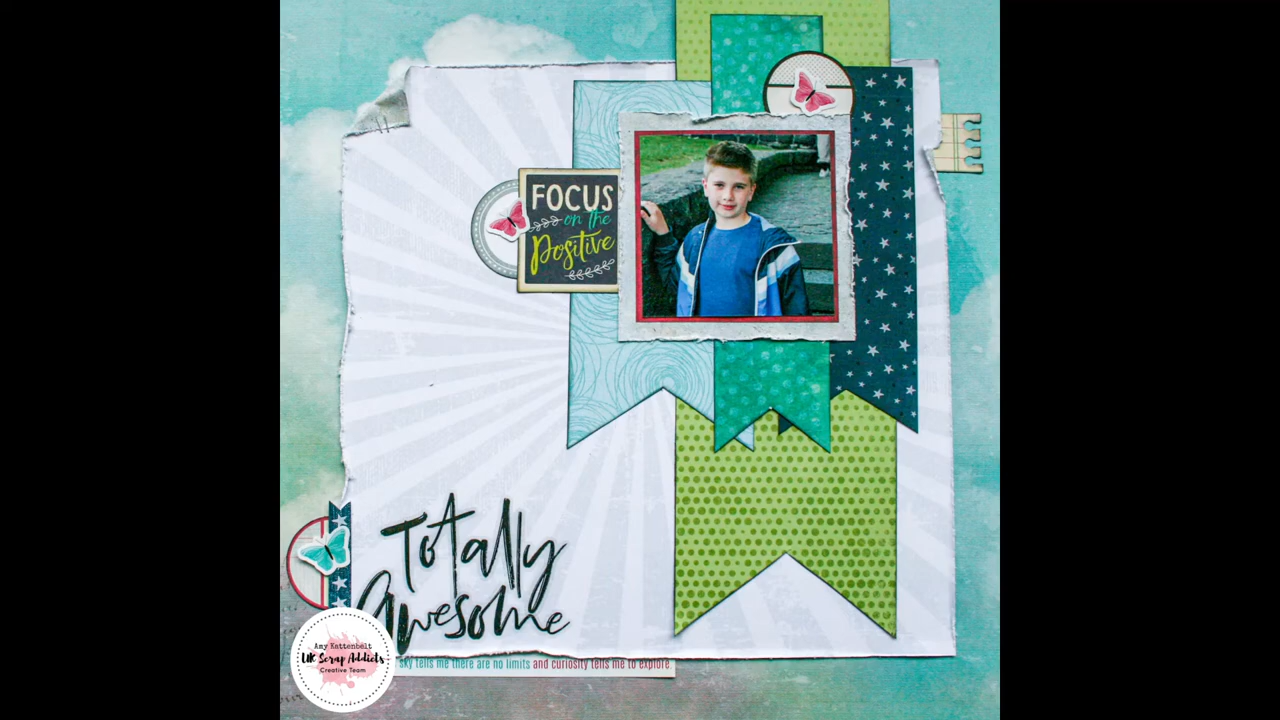 FOCUS
on the
Positive
Totally
Awesome
Amy Kattenbelt
UK Scrap Addicts
Creative Team
sky tells me there are no limits and curiosity tells me to explore